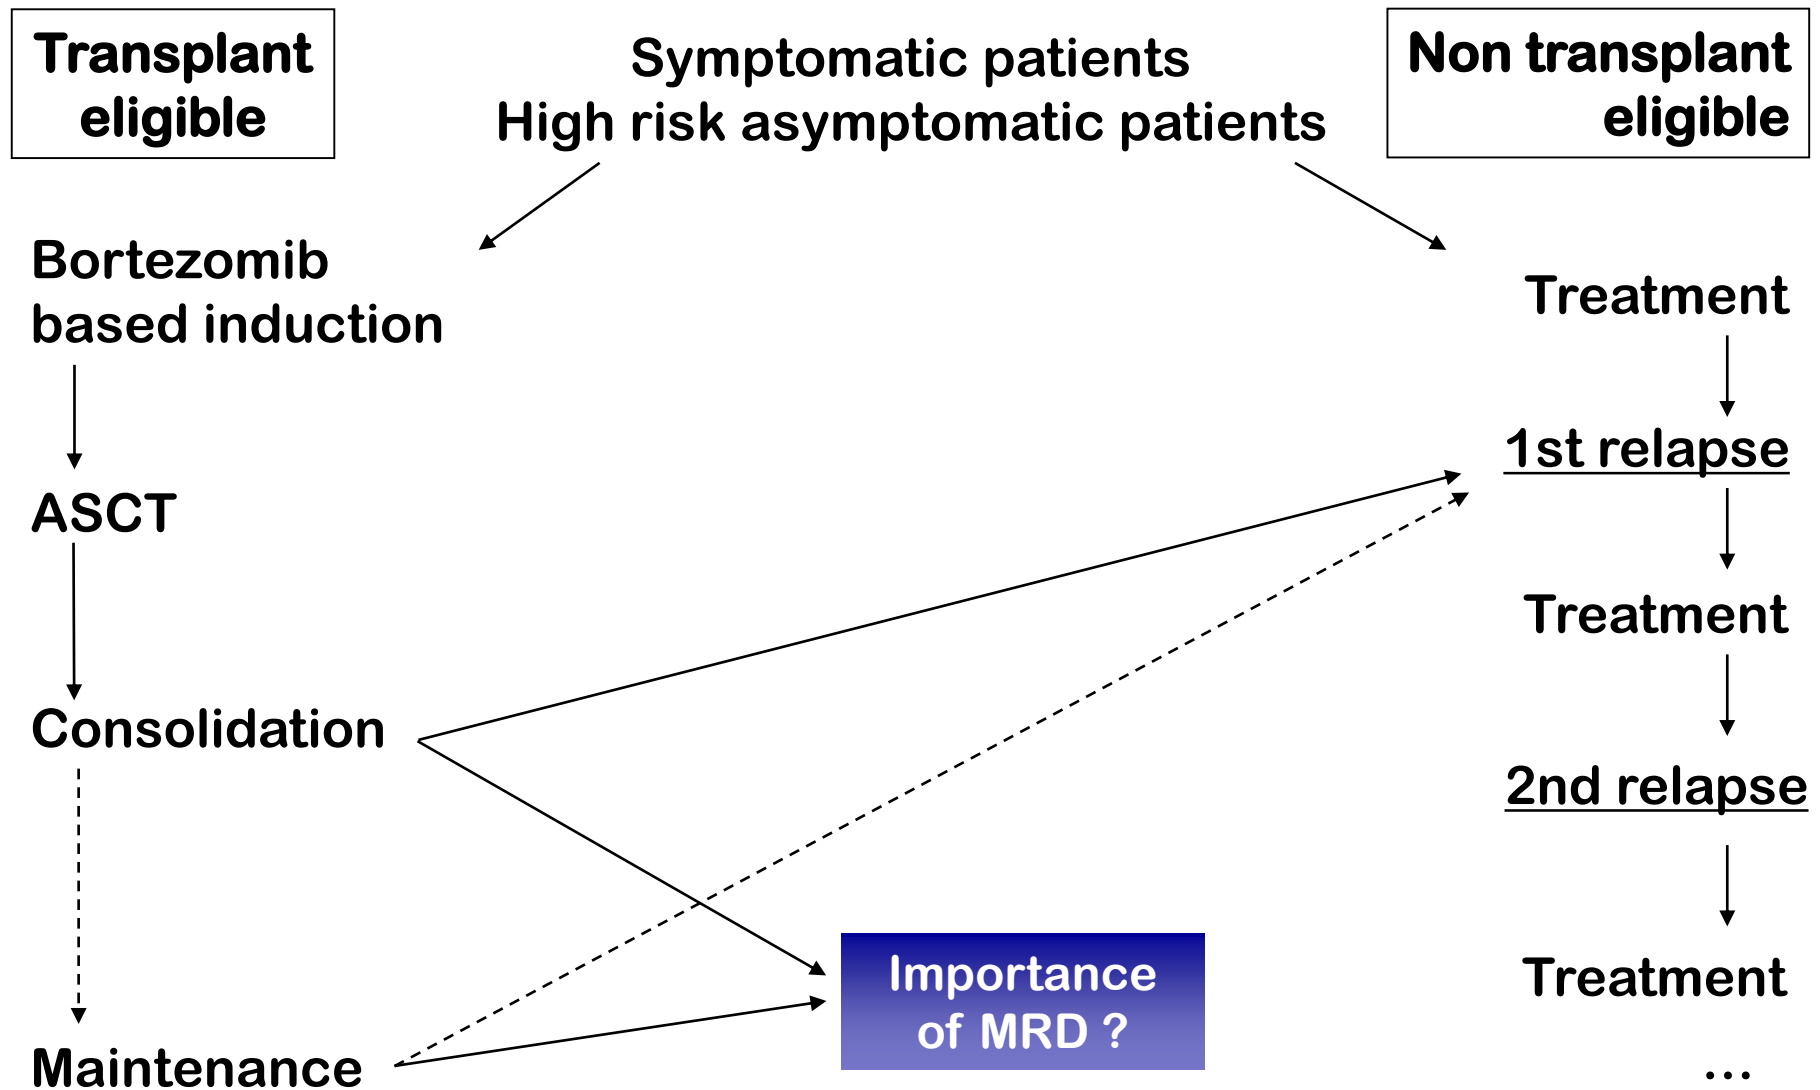 Transplant
eligible
Symptomatic patients
High risk asymptomatic patients
Non transplant
eligible
Bortezomib
based induction
ASCT
Consolidation
Maintenance
Importance
of MRD ?
Treatment
1st relapse
Treatment
2nd relapse
Treatment
...